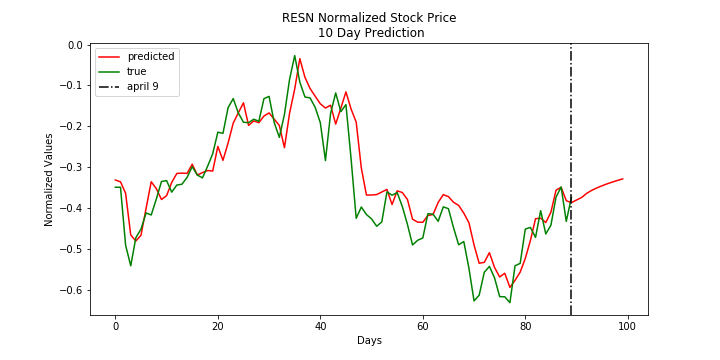 RESN Normalized Stock Price
10 Day Prediction
predicted
true
april 9
Normalized Values
0.0
−0.1
−0.2
−0.3
−0.4
−0.5
−0.6
0 20 40 60 80 100
Days